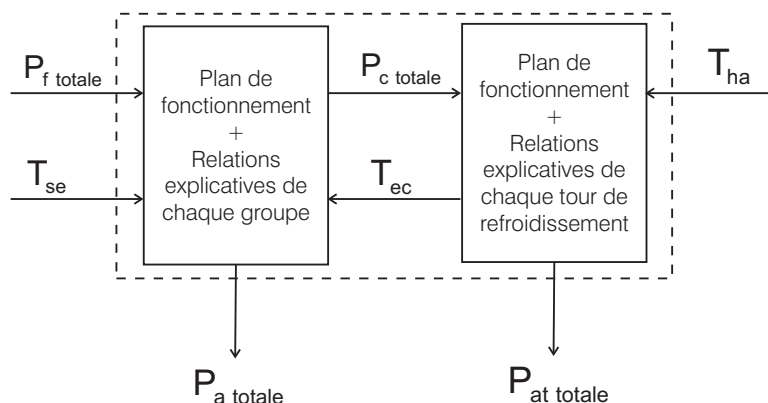 P f totale
T se
Plan de
fonctionnement
+
Relations
explicatives de
chaque groupe
P c totale
T ec
Plan de
fonctionnement
+
Relations
explicatives de
chaque tour de
refroidissement
T ha
P a totale
P at totale